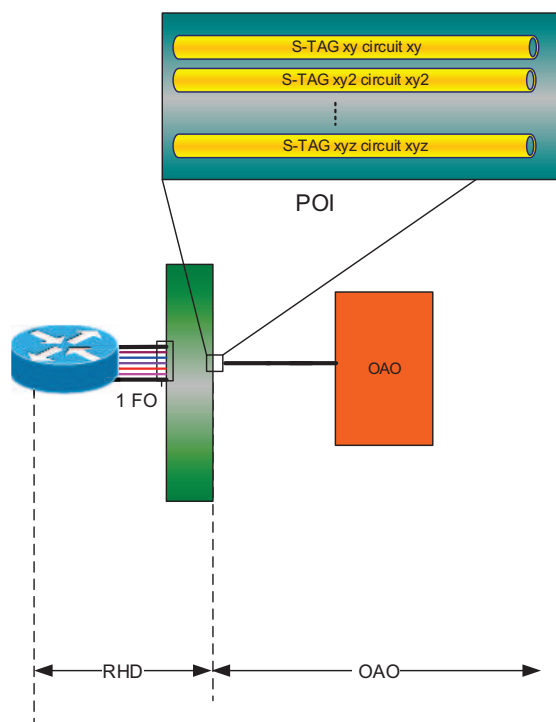 S-TAG xy circuit xy
S-TAG xy2 circuit xy2
S-TAG xyz circuit xyz
POI
OAO
1 FO
RHD
OAO